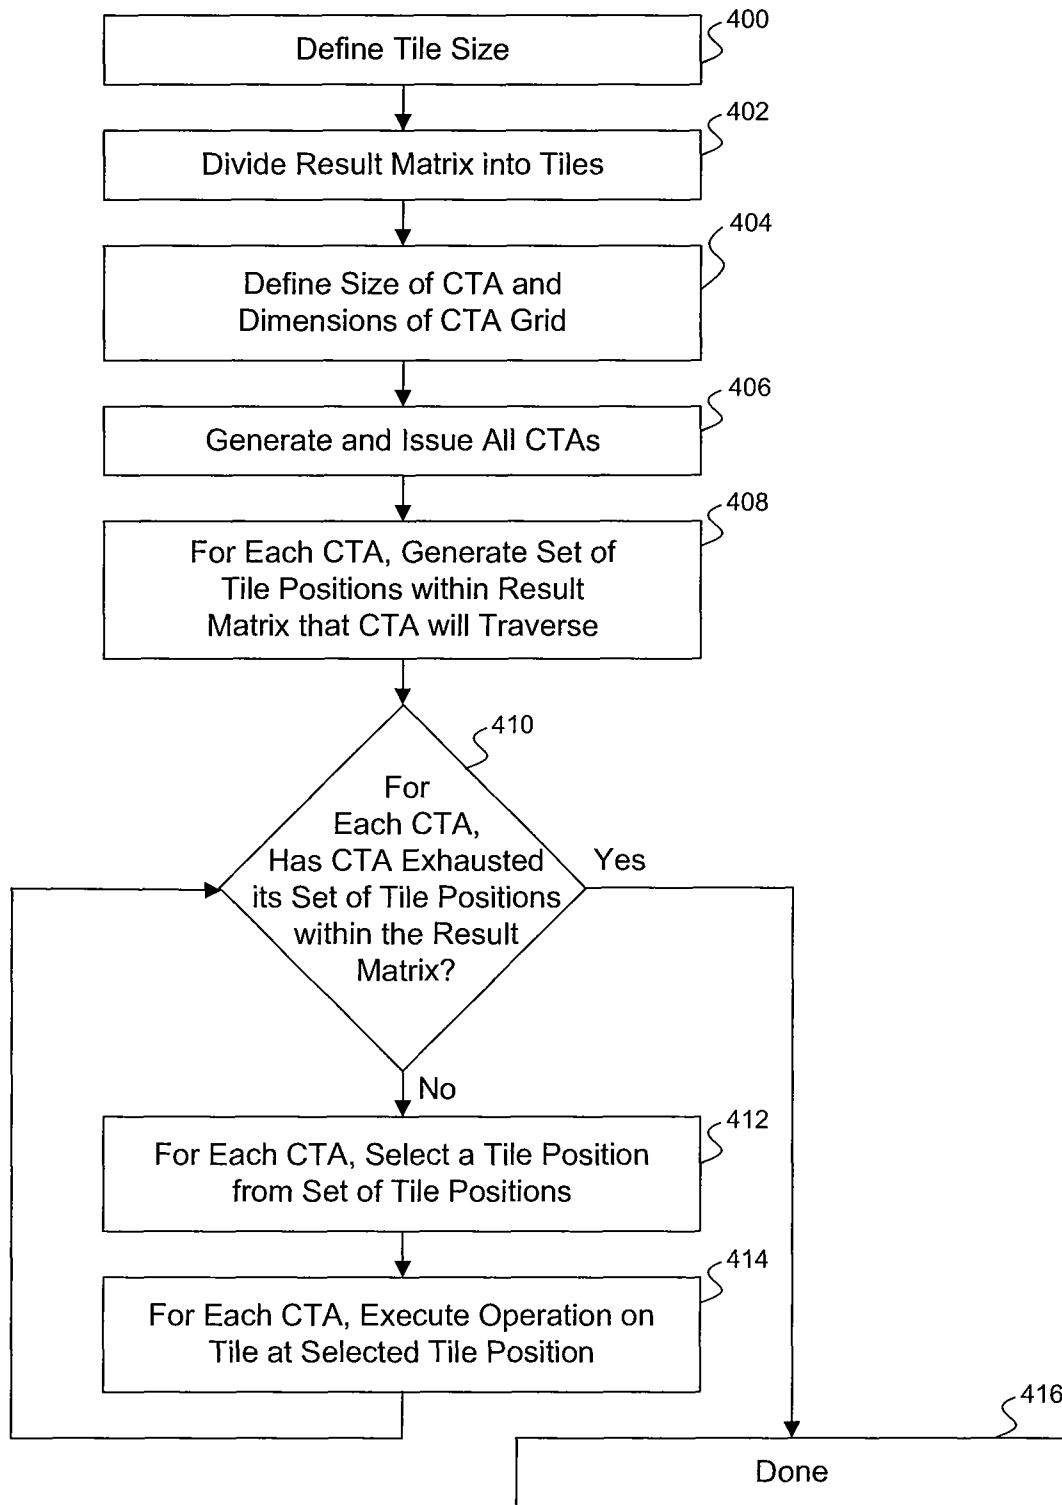 400
Define Tile Size
402
Divide Result Matrix into Tiles
404
Define Size of CTA and
Dimensions of CTA Grid
406
Generate and Issue All CTAs
408
For Each CTA, Generate Set of
Tile Positions within Result
Matrix that CTA will Traverse
410
For
Each CTA,
Has CTA Exhausted
its Set of Tile Positions
within the Result
Matrix?
Yes
No
412
For Each CTA, Select a Tile Position
from Set of Tile Positions
414
For Each CTA, Execute Operation on
Tile at Selected Tile Position
416
Done